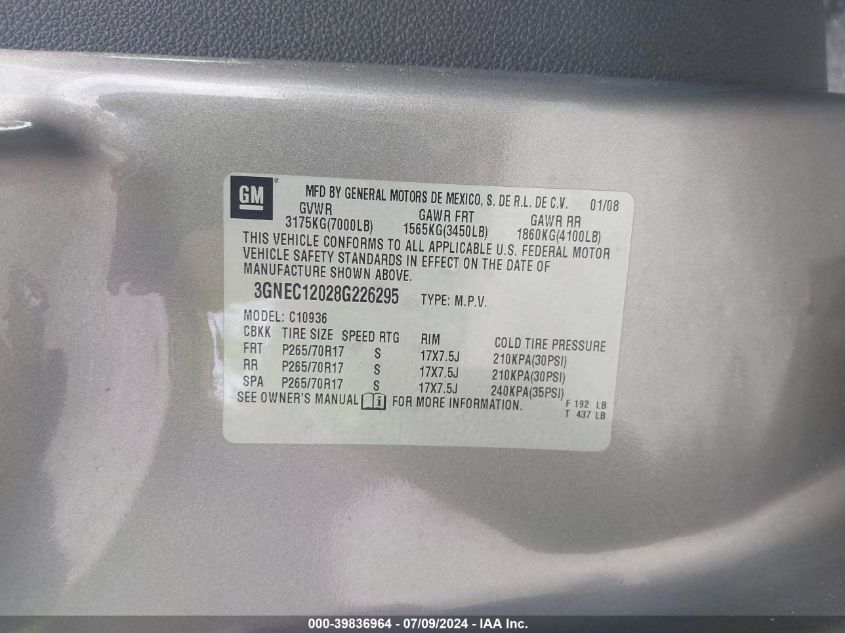 GM MFD BY GENERAL MOTORS DE MEXICO, S. DE R.L. DE C.V. 01/08
GVWR GAWR FRT GAWR RR
3175KG(7000LB) 1565KG(3450LB) 1860KG(4100LB)
THIS VEHICLE CONFORMS TO ALL APPLICABLE U.S. FEDERAL MOTOR
VEHICLE SAFETY STANDARDS IN EFFECT ON THE DATE OF
MANUFACTURE SHOWN ABOVE.
3GNEC12028G226295 TYPE: M.P.V.
MODEL: C10936
CBKK TIRE SIZE SPEED RTG RIM COLD TIRE PRESSURE
FRT P265/70R17 S 17X7.5J 210KPA(30PSI)
RR P265/70R17 S 17X7.5J 210KPA(30PSI)
SPA P265/70R17 S 17X7.5J 240KPA(35PSI)
SEE OWNER'S MANUAL i FOR MORE INFORMATION. F 192 LB
T 437 LB
000-39836964 - 07/09/2024 - IAA Inc.